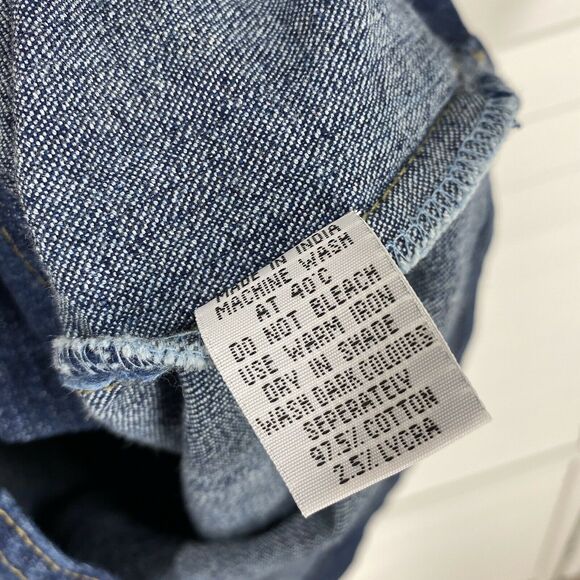 MADE IN INDIA
MACHINE WASH
AT 40°C
DO NOT BLEACH
USE WARM IRON
DRY IN SHADE
WASH DARK COLOURS
SEPERATELY
97.5% COTTON
2.5% LYCRA